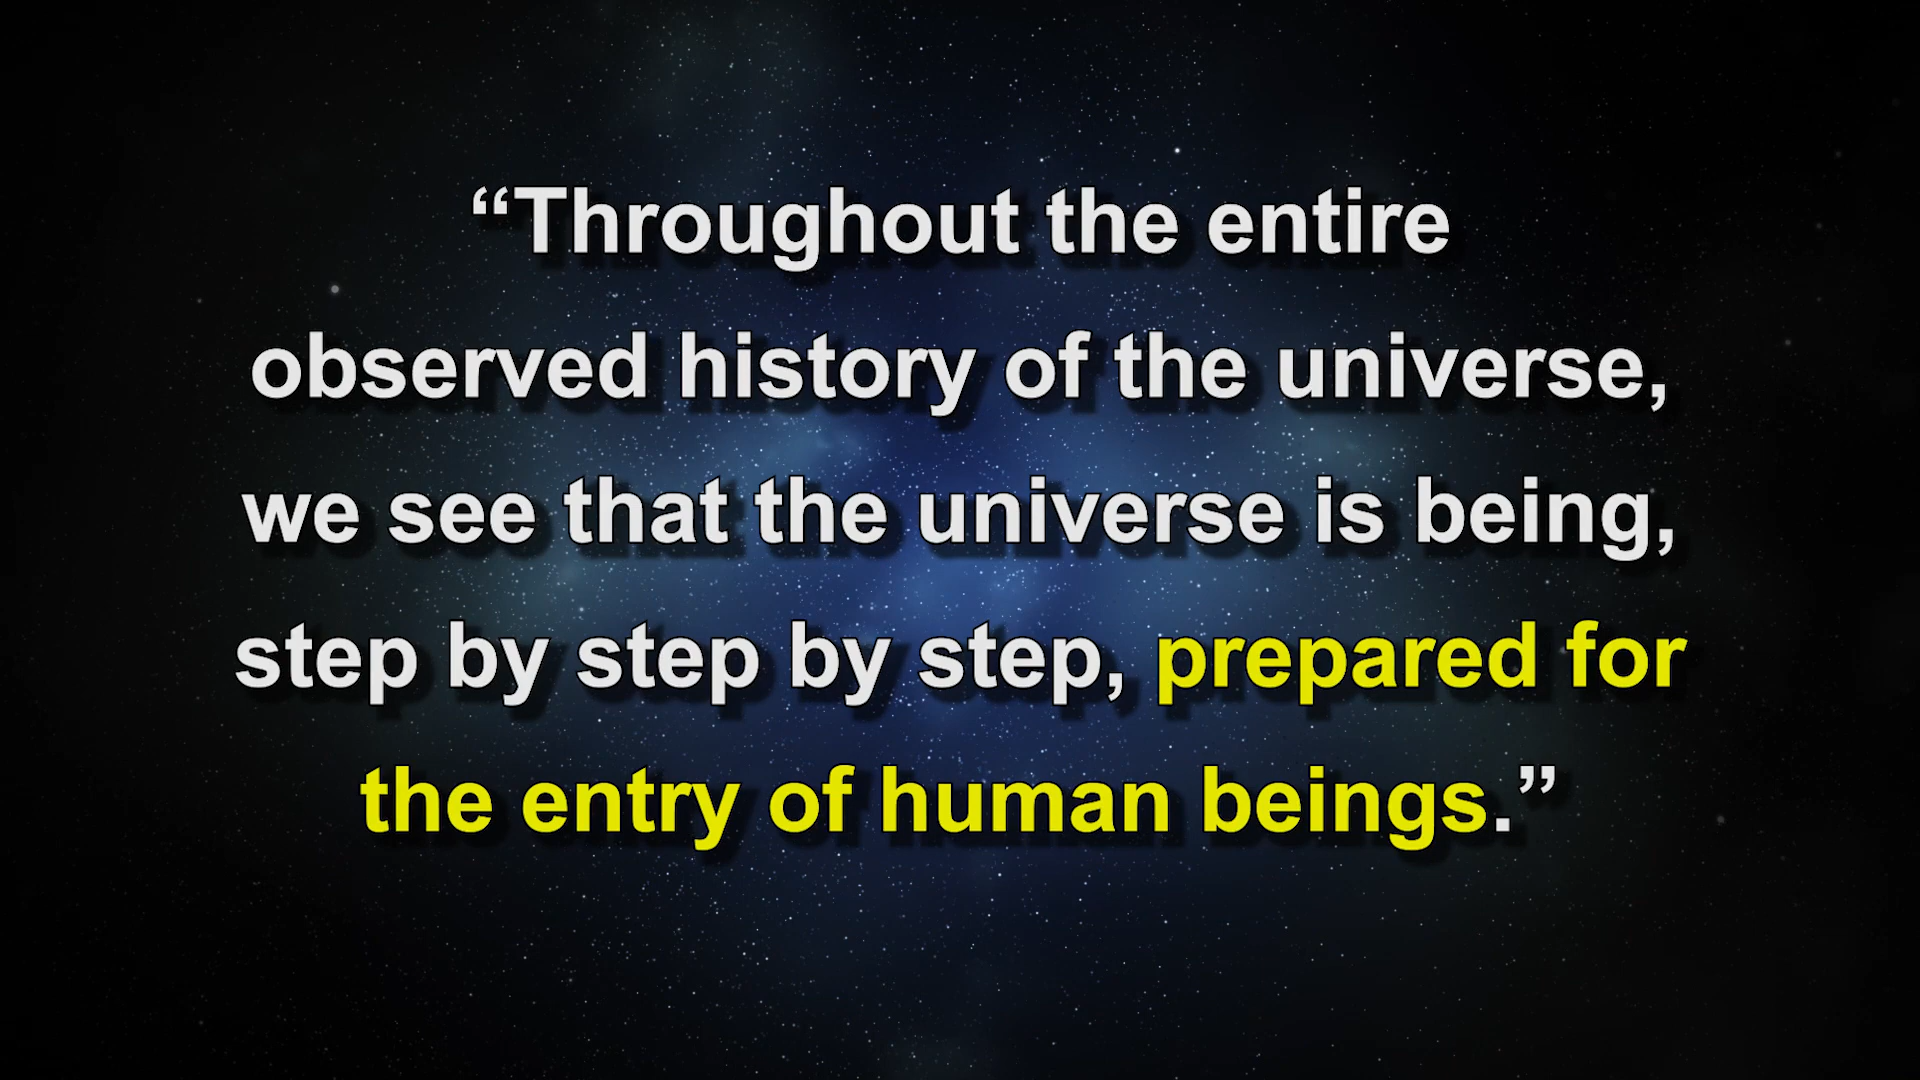 “Throughout the entire
observed history of the universe,
we see that the universe is being,
step by step by step, prepared for
the entry of human beings.”